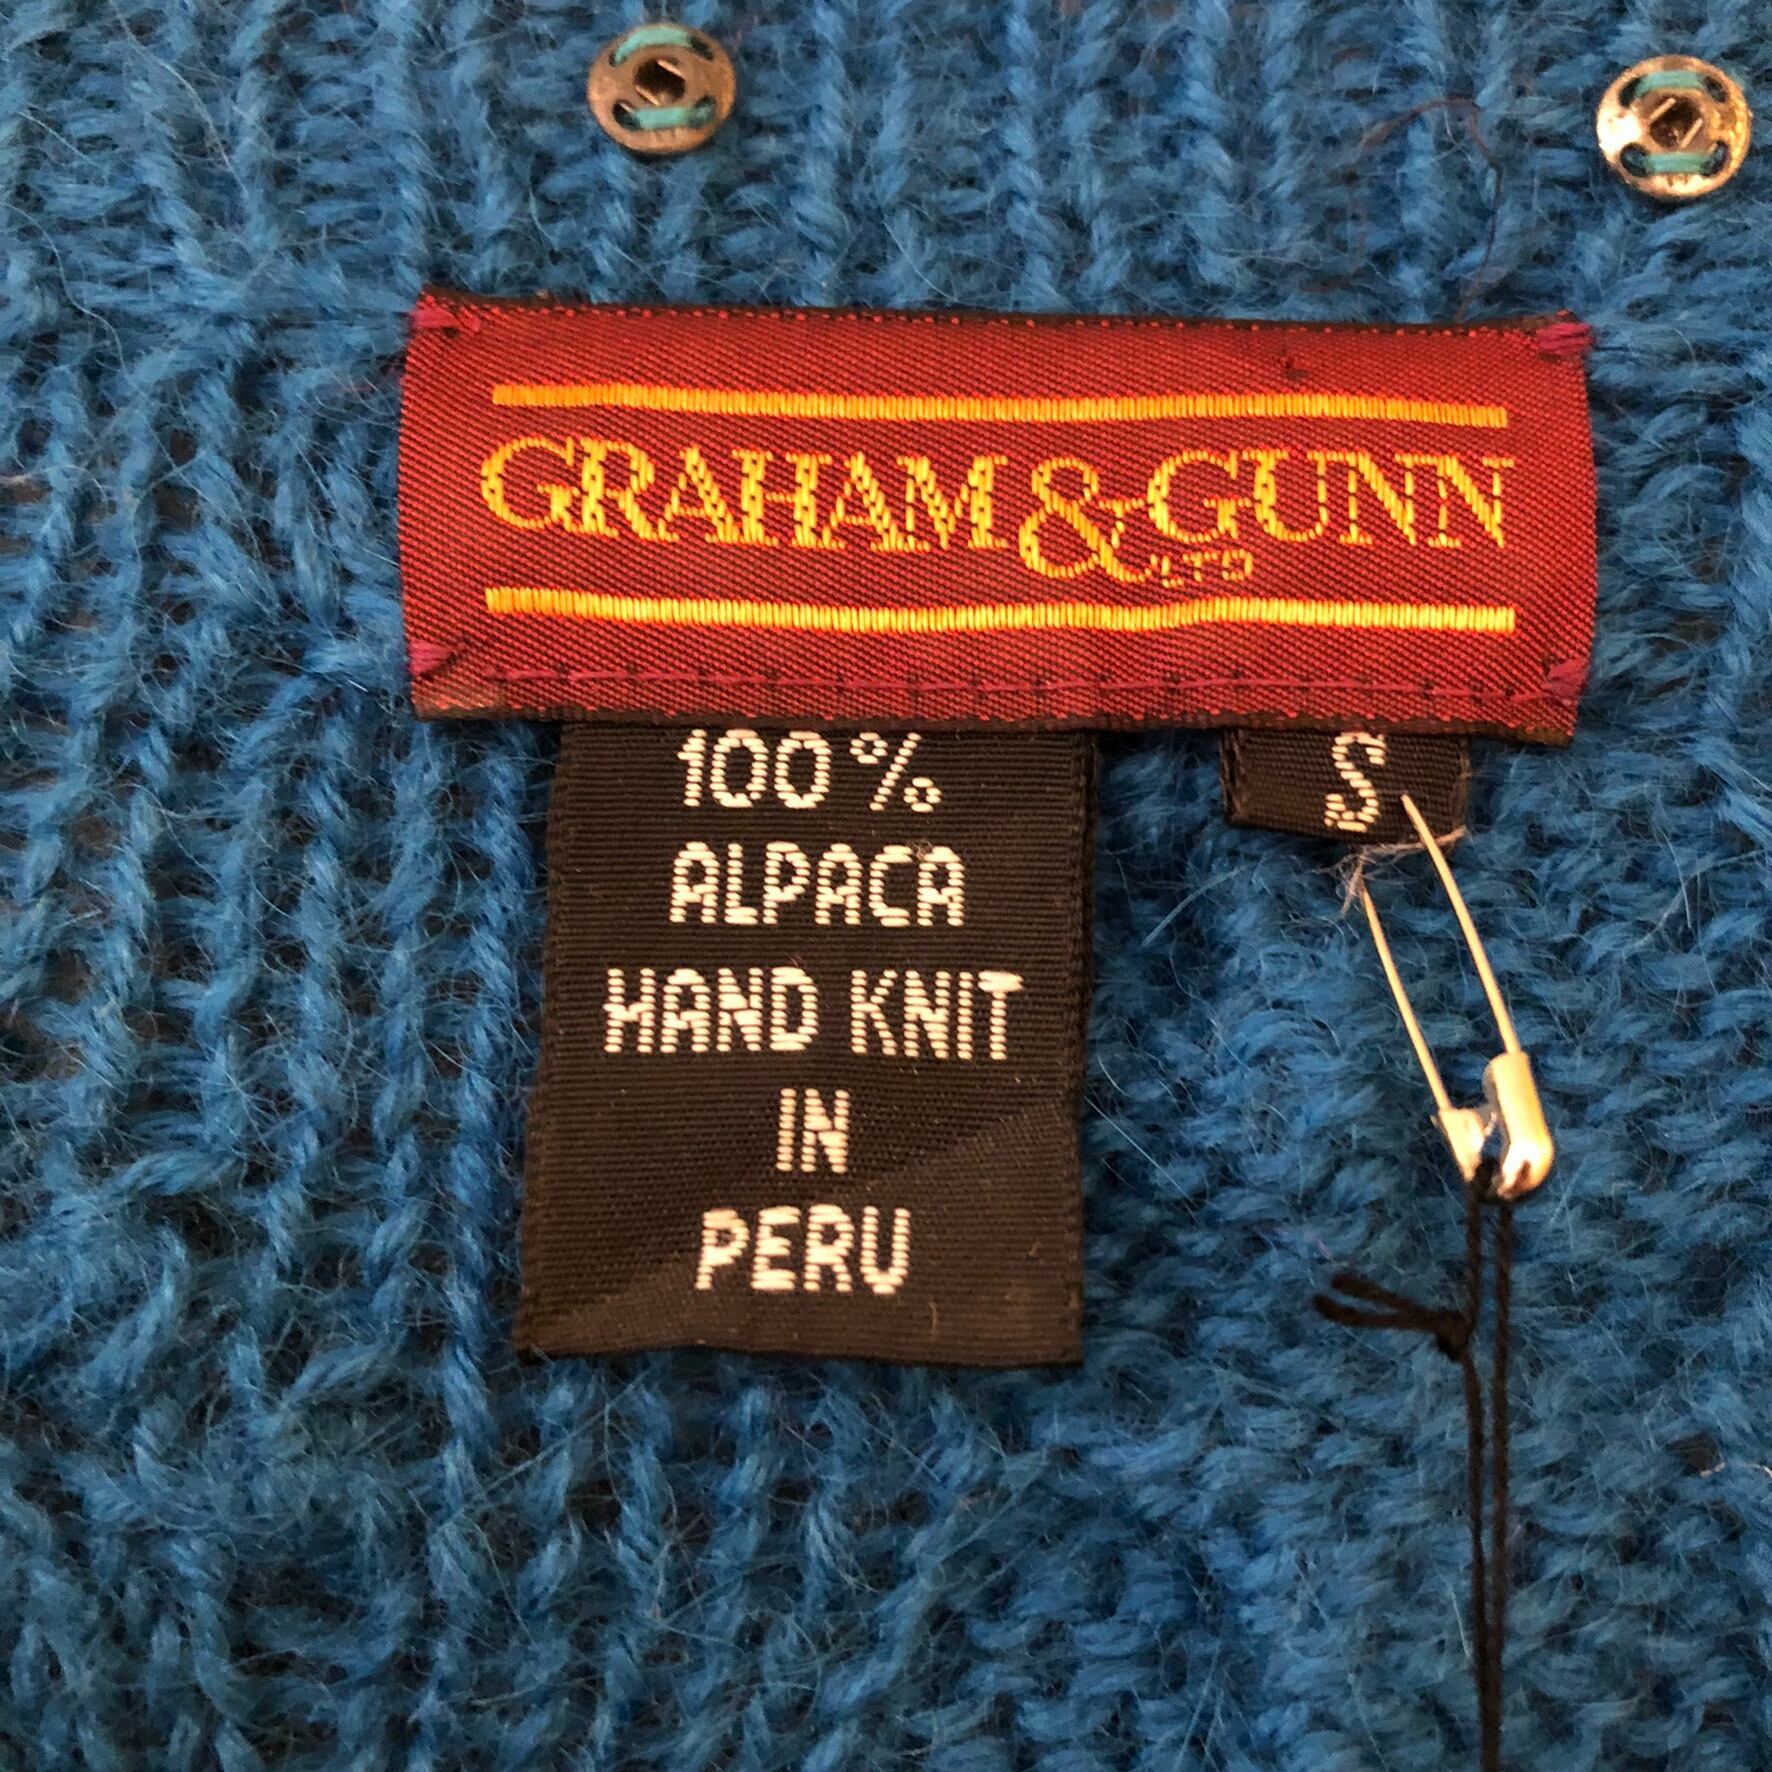 GRAHAM & GUNN
LTD
100%
ALPACA
HAND KNIT
IN
PERU
S